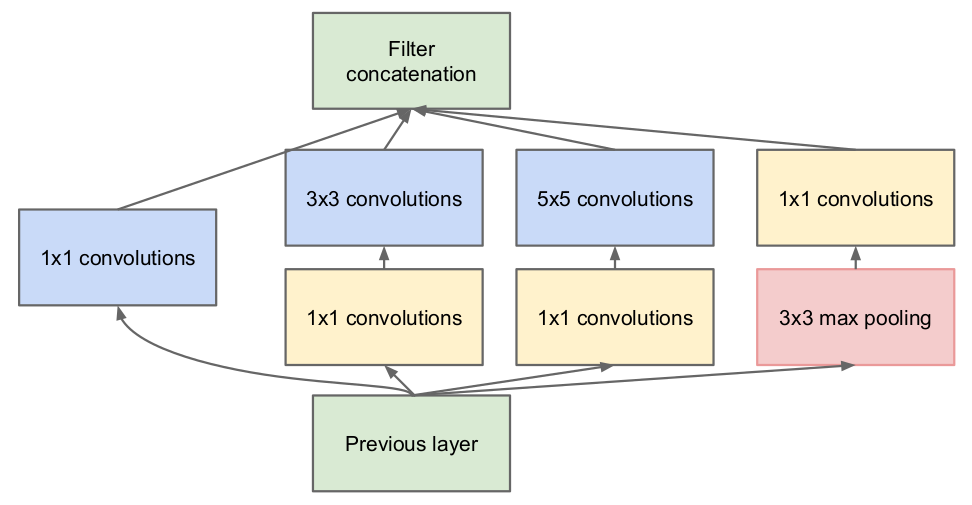 Filter
concatenation
3x3 convolutions
5x5 convolutions
1x1 convolutions
1x1 convolutions
1x1 convolutions
1x1 convolutions
3x3 max pooling
Previous layer